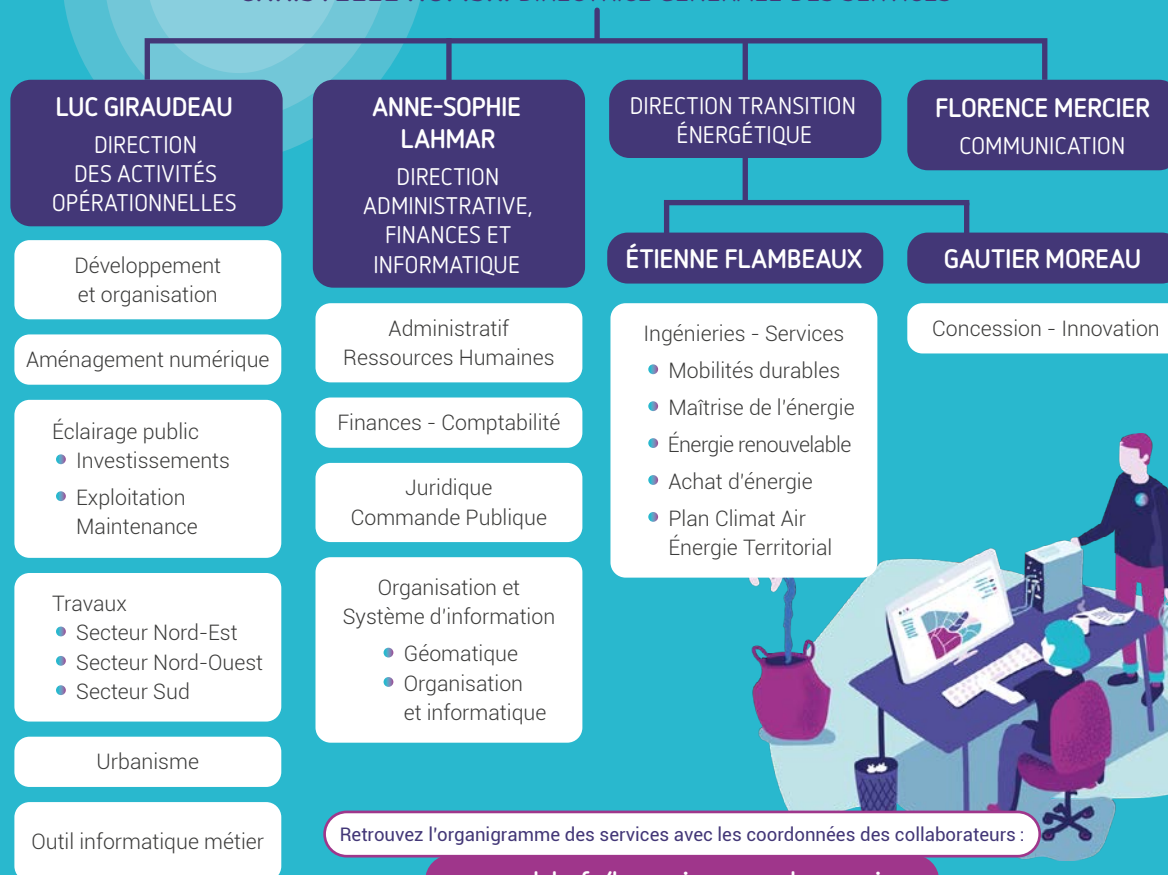 DIRECTRICE GÉNÉRALE DES SERVICES
LUC GIRAUDEAU
DIRECTION
DES ACTIVITÉS
OPÉRATIONNELLES
Développement
et organisation
Aménagement numérique
Éclairage public
Investissements
Exploitation
Maintenance
Travaux
Secteur Nord-Est
Secteur Nord-Ouest
Secteur Sud
Urbanisme
Outil informatique métier
ANNE-SOPHIE
LAHMAR
DIRECTION
ADMINISTRATIVE,
FINANCES ET
INFORMATIQUE
Administratif
Ressources Humaines
Finances - Comptabilité
Juridique
Commande Publique
Organisation et
Système d'information
Géomatique
Organisation
et informatique
DIRECTION TRANSITION
ÉNERGÉTIQUE
ÉTIENNE FLAMBEAUX
Ingénieries - Services
Mobilités durables
Maîtrise de l'énergie
Énergie renouvelable
Achat d'énergie
Plan Climat Air
Énergie Territorial
GAUTIER MOREAU
Concession - Innovation
FLORENCE MERCIER
COMMUNICATION
Retrouvez l'organigramme des services avec les coordonnées des collaborateurs :